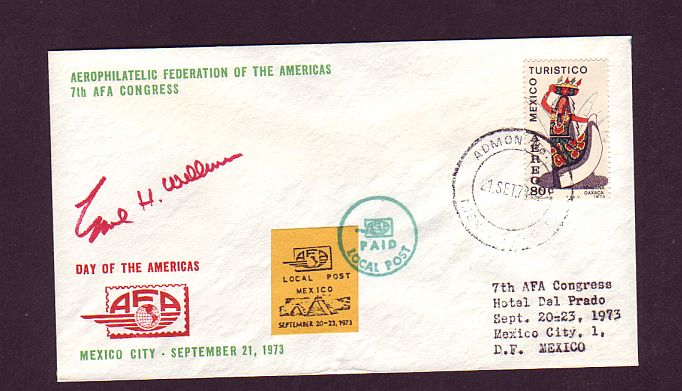 AEROPHILATELIC FEDERATION OF THE AMERICAS
7th AFA CONGRESS
MEXICO TURISTICO
AEREO
80¢
OAXACA
1973
ADMON
21.SET.
PAID
LOCAL POST
H.
DAY OF THE AMERICAS
AFA
MEXICO CITY - SEPTEMBER 21, 1973
AFA
LOCAL POST
MEXICO
SEPTEMBER 20-23, 1973
7th AFA Congress
Hotel Del Prado
Sept. 20-23, 1973
Mexico City, 1,
D.F. MEXICO